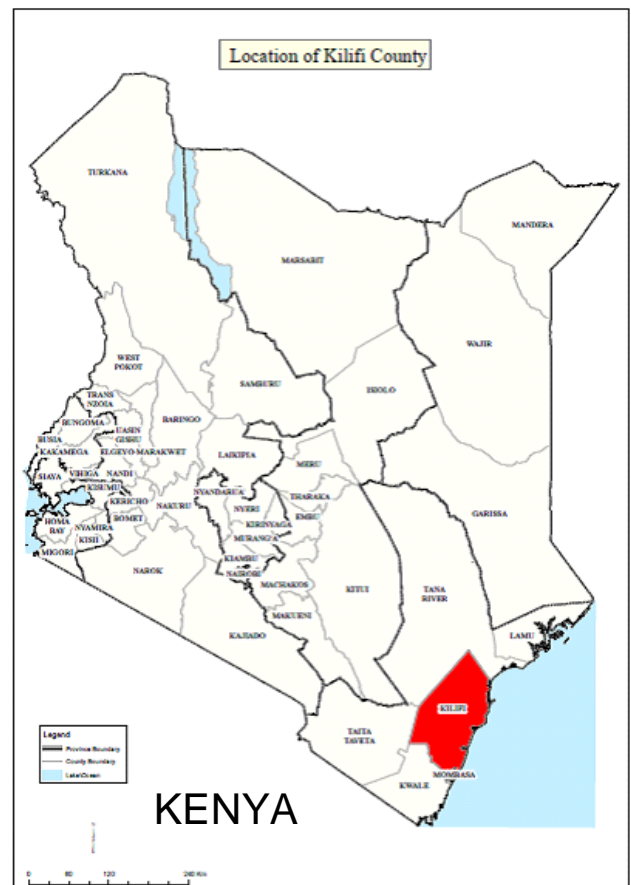 Location of Kilifi County
TURKANA
MANDERA
MARSABIT
WAJIR
WEST
POKOT
SAMBURU
ISIOLO
TRANS
NZOIA
BARINGO
BUNGOMA
UASIN
GISHU
BUSIA
KAKAMEGA
ELGEYO-MARAKWET
LAIKIPIA
MERU
SIAYA
VIHIGA
NANDI
KISUMU
NYANDARUA
THARAKA
KERICHO
NAKURU
NYERI
EMBU
GARISSA
HOMA
BAY
NYAMIRA
BOMET
KIRINYAGA
KISII
MURANG'A
MIGORI
KIAMBU
NAROK
NAIROBI
MACHAKOS
KITUI
TANA
RIVER
MAKUENI
KAJIADO
LAMU
KILIFI
TAITA
TAVETA
MOMBASA
KWALE
Legend
Province Boundary
County Boundary
Lake/Ocean
KENYA
0 60 120 240 Km